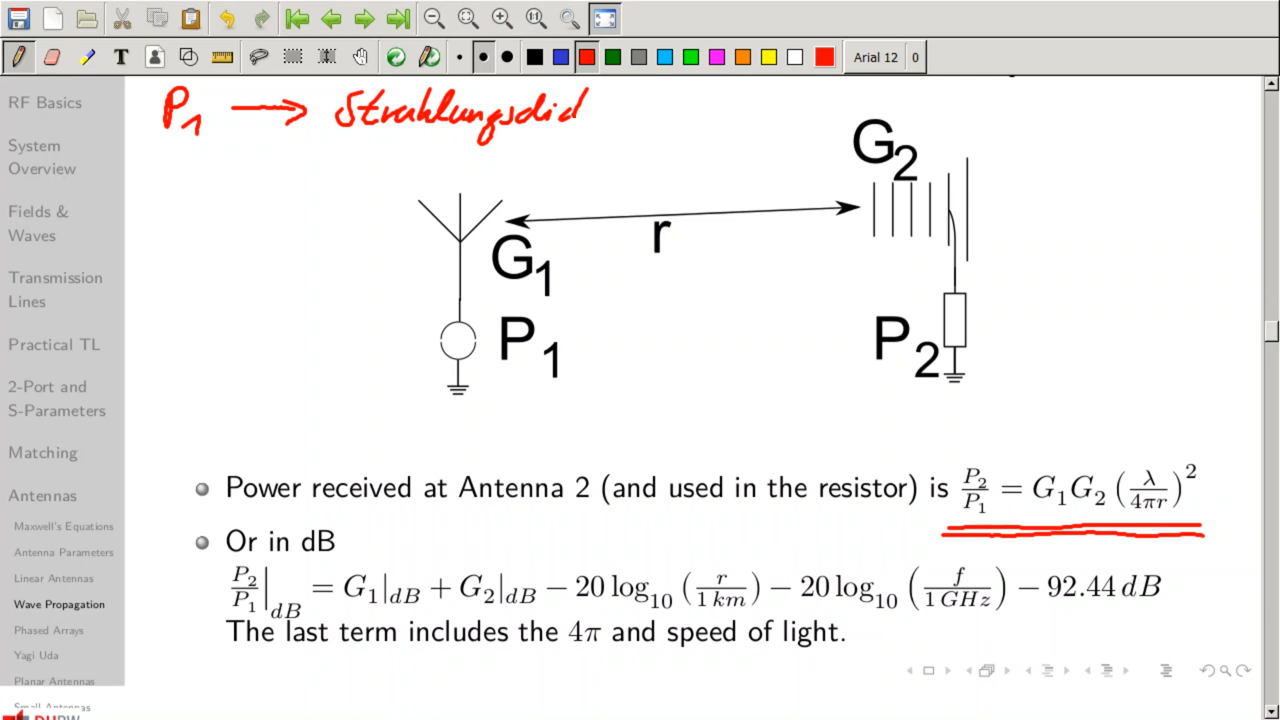 Arial 12 0
P₁ → Strahlungsdid
RF Basics
System
Overview
Fields &
Waves
Transmission
Lines
Practical TL
2-Port and
S-Parameters
Matching
Antennas
Maxwell's Equations
Antenna Parameters
Linear Antennas
Wave Propagation
Phased Arrays
Yagi Uda
Planar Antennas
Small Antennas
G₂
r
G₁
P₁
P₂
Power received at Antenna 2 (and used in the resistor) is P₂/P₁ = G₁G₂ (λ/4πr)²
Or in dB
P₂/P₁|dB = G₁|dB + G₂|dB − 20 log₁₀ (r/1 km) − 20 log₁₀ (f/1 GHz) − 92.44 dB
The last term includes the 4π and speed of light.